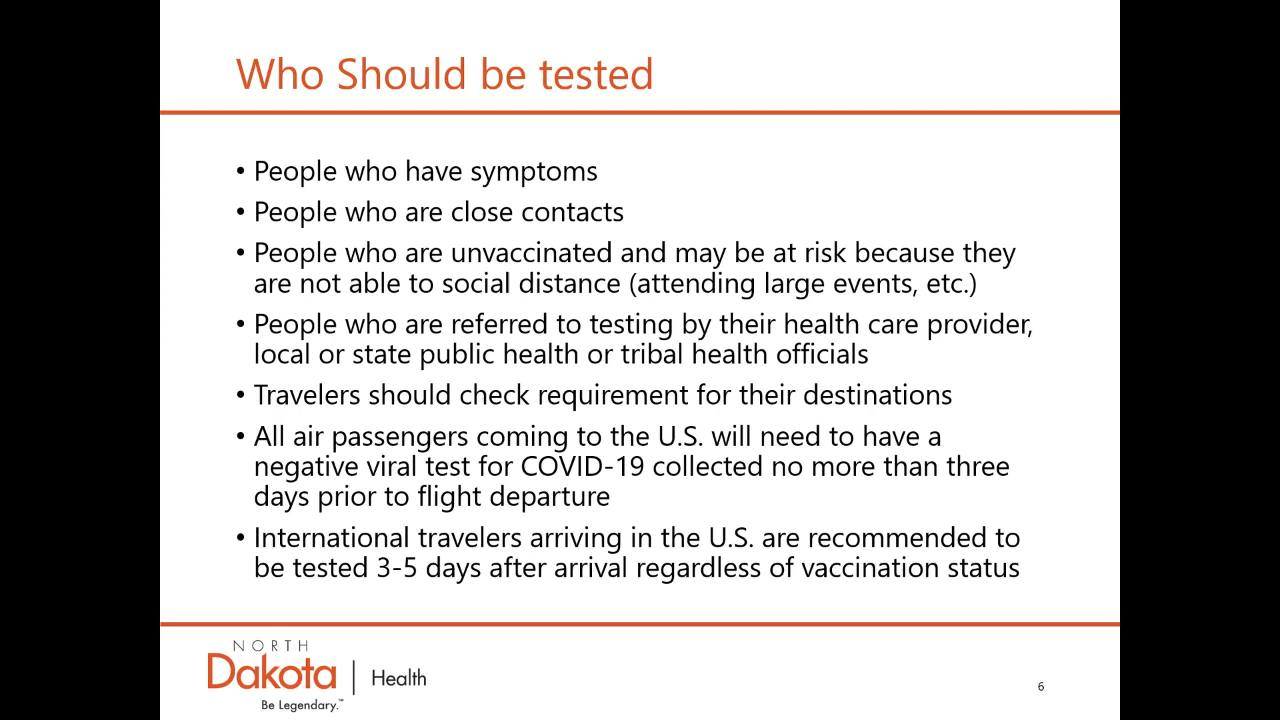 Who Should be tested
• People who have symptoms
• People who are close contacts
• People who are unvaccinated and may be at risk because they
are not able to social distance (attending large events, etc.)
• People who are referred to testing by their health care provider,
local or state public health or tribal health officials
• Travelers should check requirement for their destinations
• All air passengers coming to the U.S. will need to have a
negative viral test for COVID-19 collected no more than three
days prior to flight departure
• International travelers arriving in the U.S. are recommended to
be tested 3-5 days after arrival regardless of vaccination status
NORTH
Dakota | Health
Be Legendary.™
6